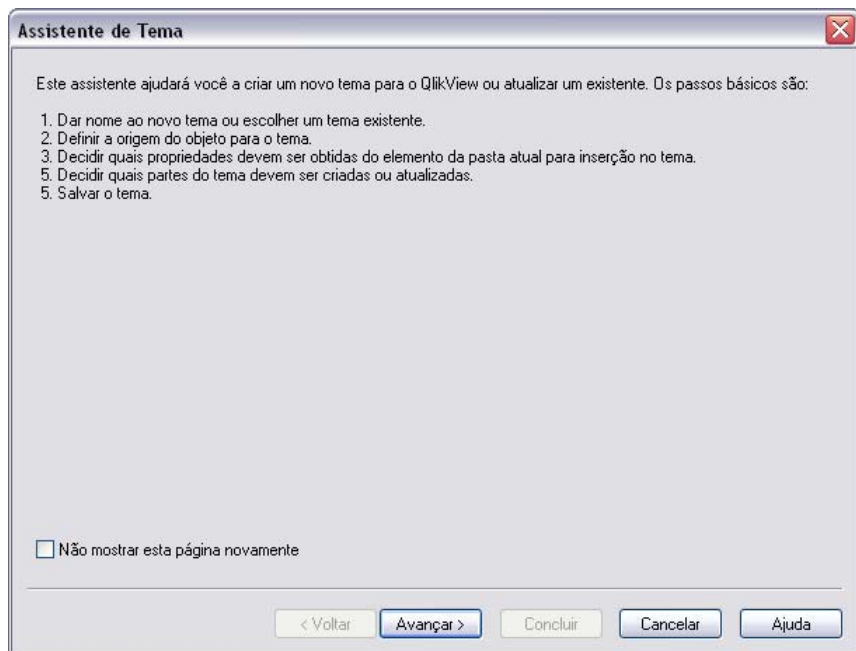 Assistente de Tema
Este assistente ajudará você a criar um novo tema para o QlikView ou atualizar um existente. Os passos básicos são:
1. Dar nome ao novo tema ou escolher um tema existente.
2. Definir a origem do objeto para o tema.
3. Decidir quais propriedades devem ser obtidas do elemento da pasta atual para inserção no tema.
5. Decidir quais partes do tema devem ser criadas ou atualizadas.
5. Salvar o tema.
Não mostrar esta página novamente
< Voltar Avançar > Concluir Cancelar Ajuda